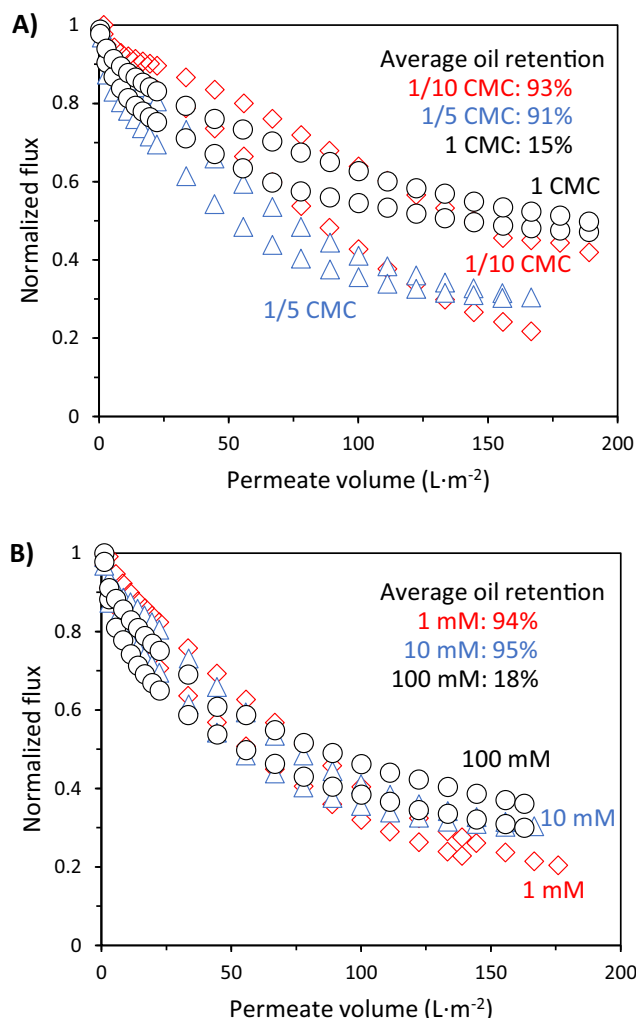 A)
Normalized flux
1
0.8
0.6
0.4
0.2
0
Average oil retention
1/10 CMC: 93%
1/5 CMC: 91%
1 CMC: 15%
1 CMC
1/10 CMC
1/5 CMC
0 50 100 150 200
Permeate volume (L·m⁻²)
B)
Normalized flux
1
0.8
0.6
0.4
0.2
0
Average oil retention
1 mM: 94%
10 mM: 95%
100 mM: 18%
100 mM
10 mM
1 mM
0 50 100 150 200
Permeate volume (L·m⁻²)